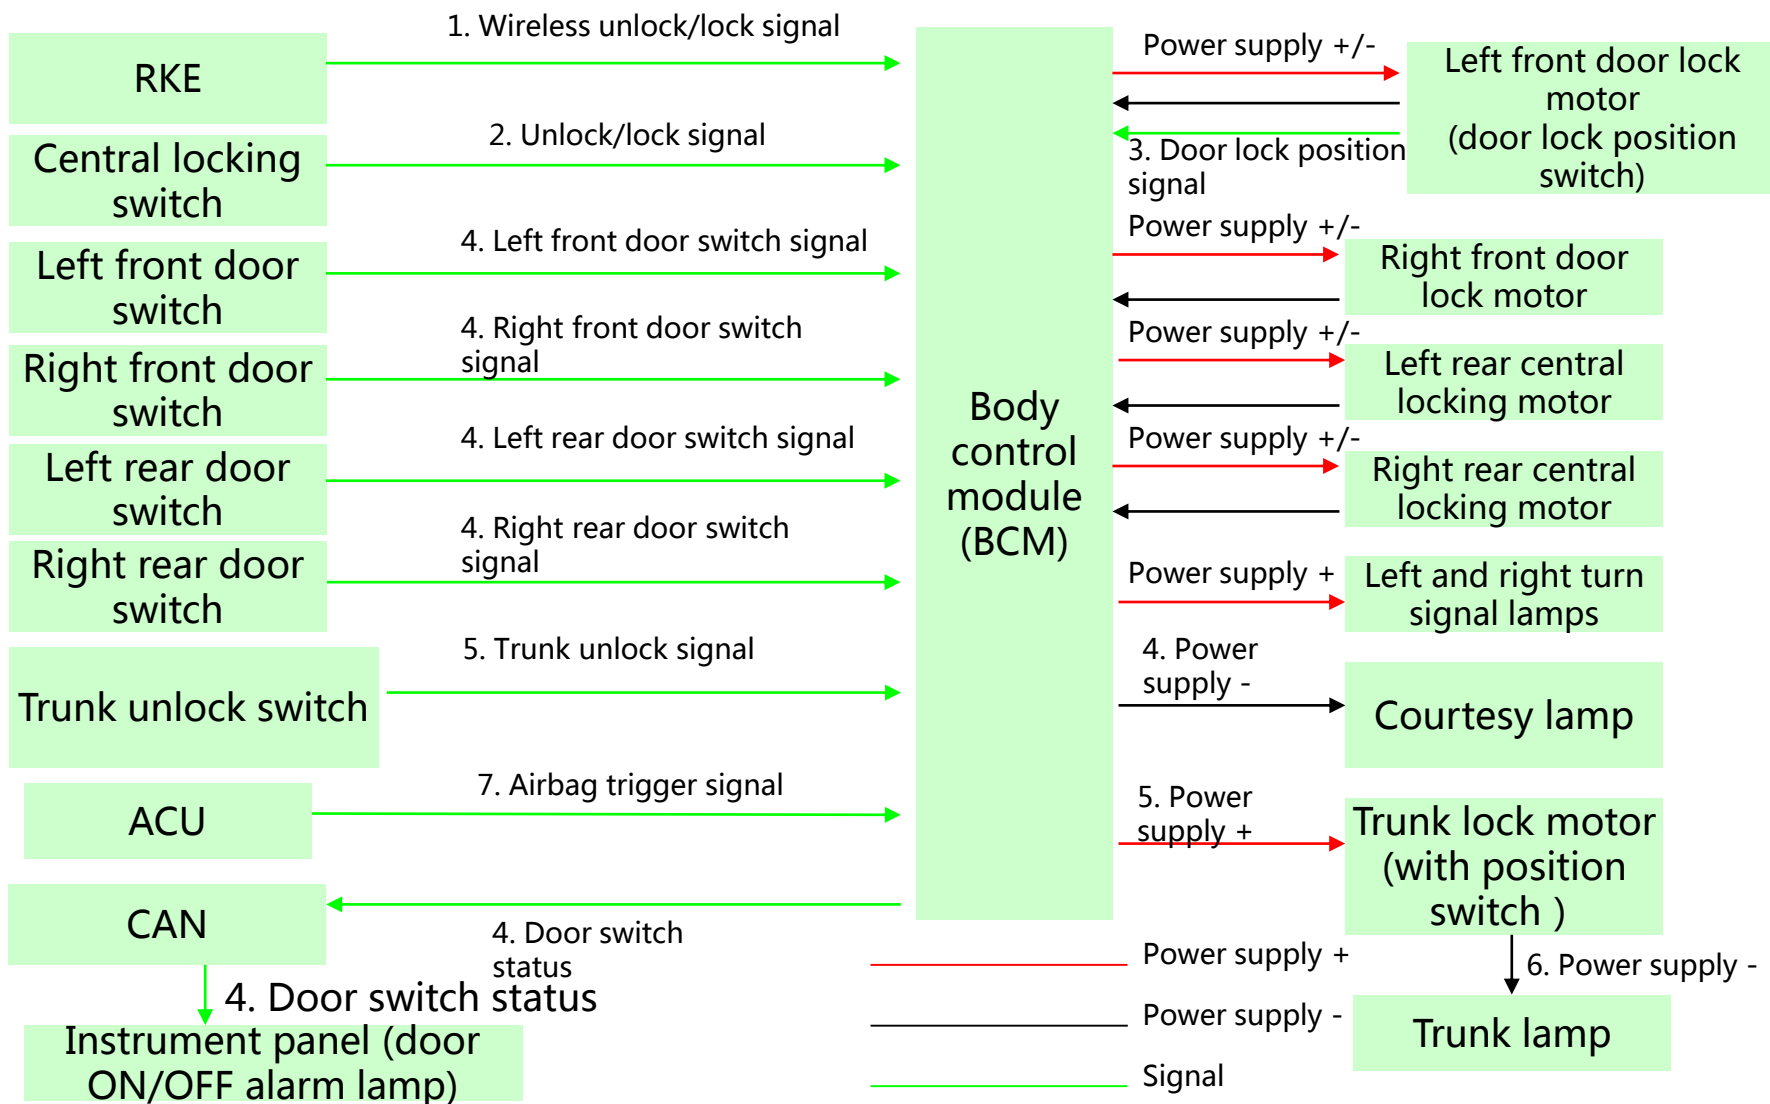 1. Wireless unlock/lock signal
RKE
2. Unlock/lock signal
Central locking
switch
4. Left front door switch signal
Left front door
switch
4. Right front door switch
signal
Right front door
switch
4. Left rear door switch signal
Left rear door
switch
4. Right rear door switch
signal
Right rear door
switch
5. Trunk unlock signal
Trunk unlock switch
7. Airbag trigger signal
ACU
CAN
4. Door switch
status
4. Door switch status
Instrument panel (door
ON/OFF alarm lamp)
Body
control
module
(BCM)
Power supply +/-
Left front door lock
motor
(door lock position
switch)
3. Door lock position
signal
Power supply +/-
Right front door
lock motor
Power supply +/-
Left rear central
locking motor
Power supply +/-
Right rear central
locking motor
Power supply +
Left and right turn
signal lamps
4. Power
supply -
Courtesy lamp
5. Power
supply +
Trunk lock motor
(with position
switch )
6. Power supply -
Trunk lamp
Power supply +
Power supply -
Signal